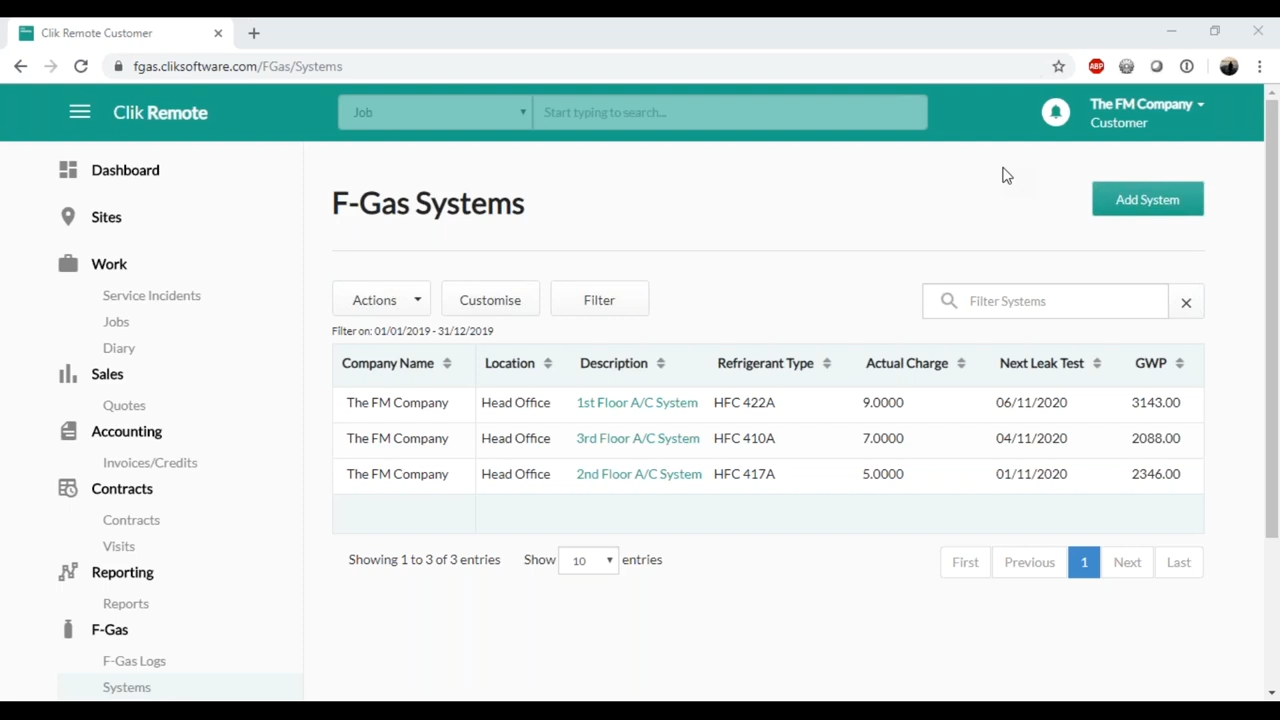 Clik Remote Customer
fgas.cliksoftware.com/FGas/Systems
ABP
Clik Remote
Job
Start typing to search...
The FM Company
Customer
Dashboard
Sites
Work
Service Incidents
Jobs
Diary
Sales
Quotes
Accounting
Invoices/Credits
Contracts
Contracts
Visits
Reporting
Reports
F-Gas
F-Gas Logs
Systems
F-Gas Systems
Add System
Actions Customise Filter
Filter Systems
Filter on: 01/01/2019 - 31/12/2019
Company Name Location Description Refrigerant Type Actual Charge Next Leak Test GWP
The FM Company Head Office 1st Floor A/C System HFC 422A 9.0000 06/11/2020 3143.00
The FM Company Head Office 3rd Floor A/C System HFC 410A 7.0000 04/11/2020 2088.00
The FM Company Head Office 2nd Floor A/C System HFC 417A 5.0000 01/11/2020 2346.00
Showing 1 to 3 of 3 entries Show 10 entries
First Previous 1 Next Last